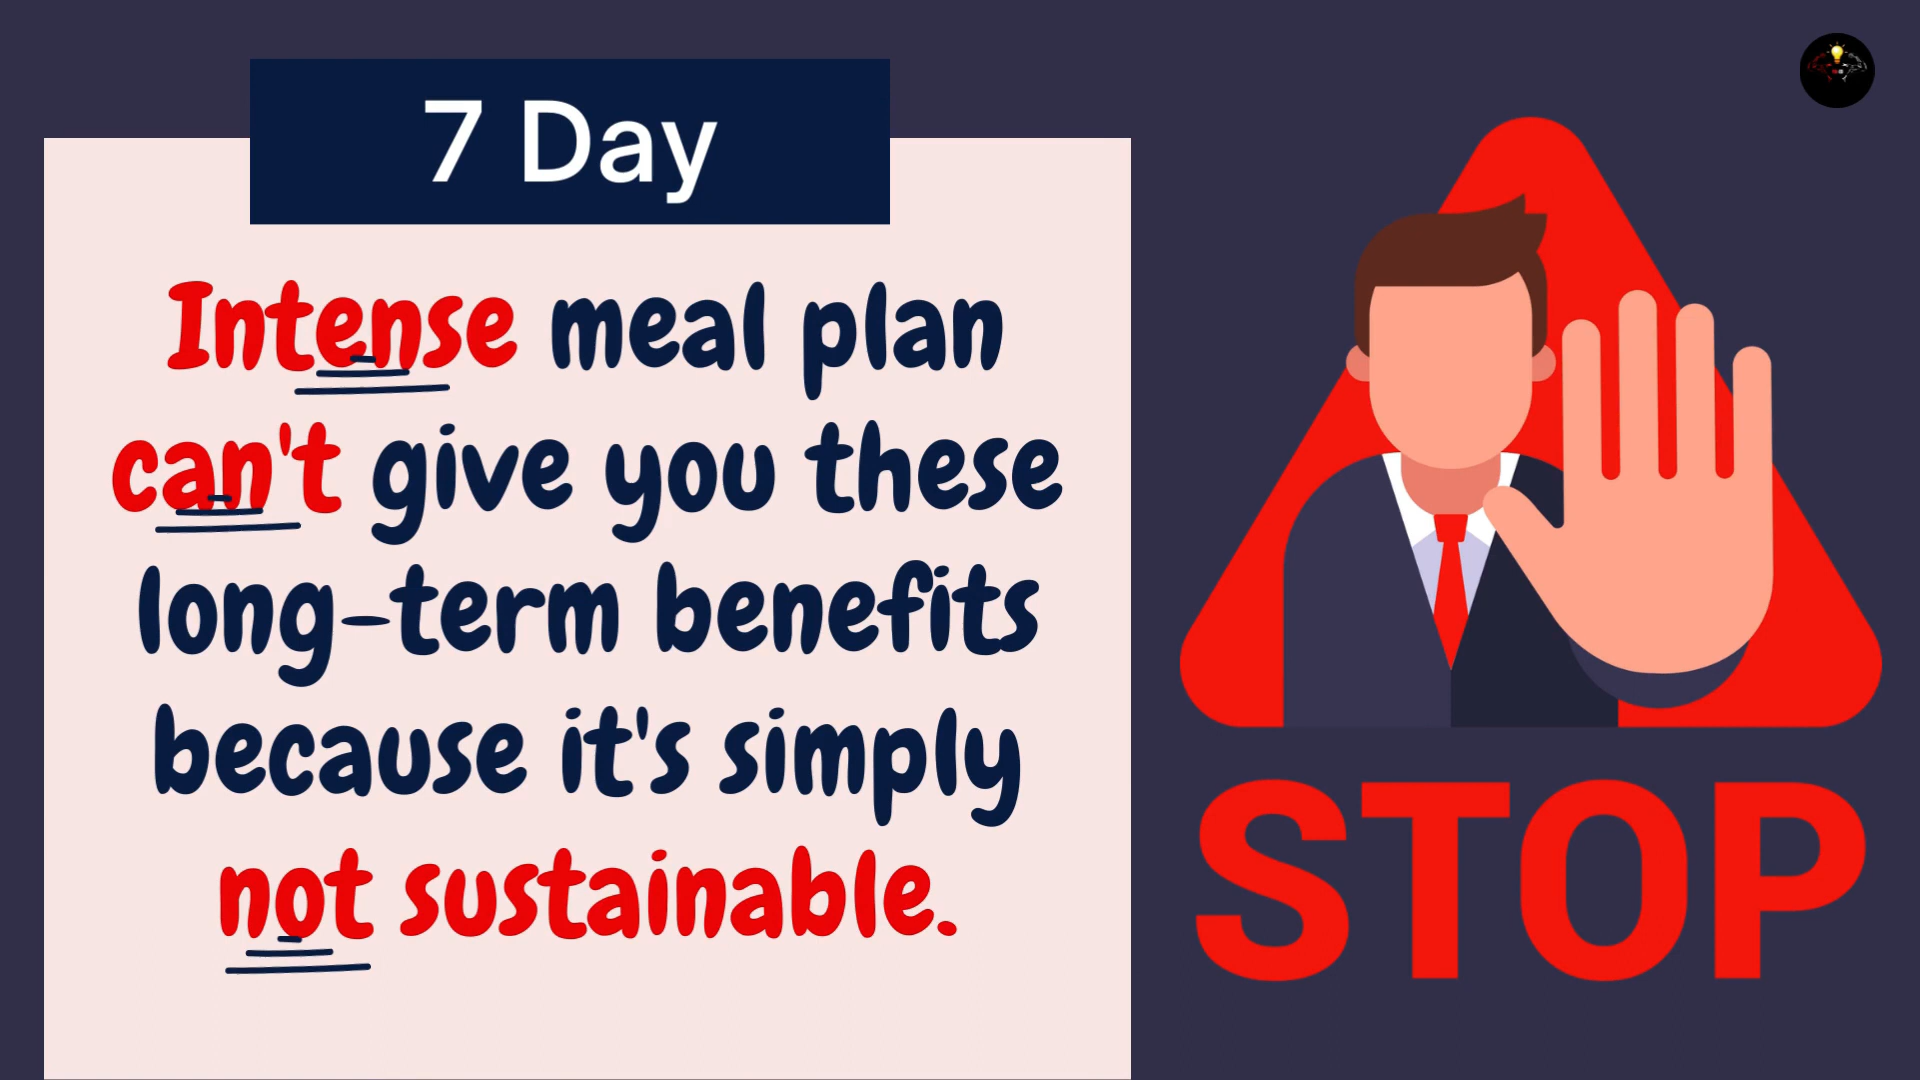 7 Day
Intense meal plan
can't give you these
long-term benefits
because it's simply
not sustainable.
STOP